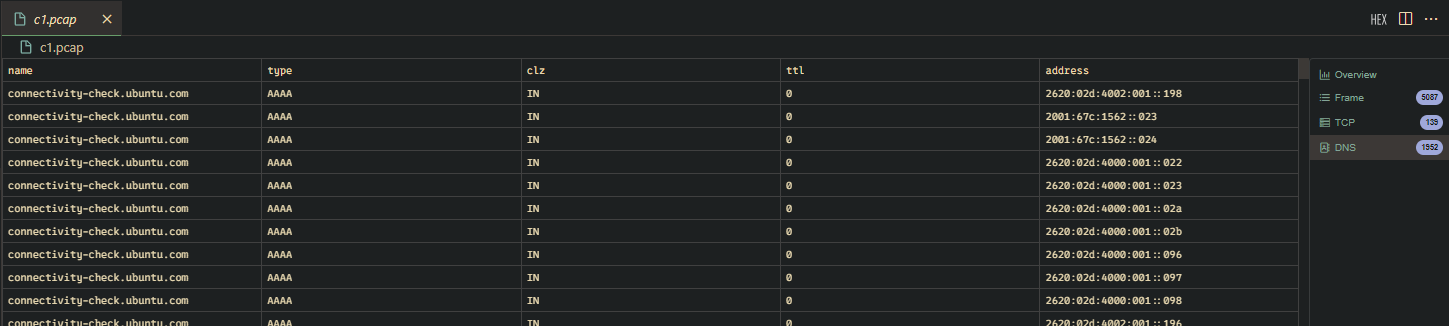 c1.pcap × HEX ...
c1.pcap
name type clz ttl address
connectivity-check.ubuntu.com AAAA IN 0 2620:02d:4002:001::198
connectivity-check.ubuntu.com AAAA IN 0 2001:67c:1562::023
connectivity-check.ubuntu.com AAAA IN 0 2001:67c:1562::024
connectivity-check.ubuntu.com AAAA IN 0 2620:02d:4000:001::022
connectivity-check.ubuntu.com AAAA IN 0 2620:02d:4000:001::023
connectivity-check.ubuntu.com AAAA IN 0 2620:02d:4000:001::02a
connectivity-check.ubuntu.com AAAA IN 0 2620:02d:4000:001::02b
connectivity-check.ubuntu.com AAAA IN 0 2620:02d:4000:001::096
connectivity-check.ubuntu.com AAAA IN 0 2620:02d:4000:001::097
connectivity-check.ubuntu.com AAAA IN 0 2620:02d:4000:001::098
connectivity-check.ubuntu.com AAAA IN 0 2620:02d:4002:001::196
Overview
Frame 5087
TCP 139
DNS 1952